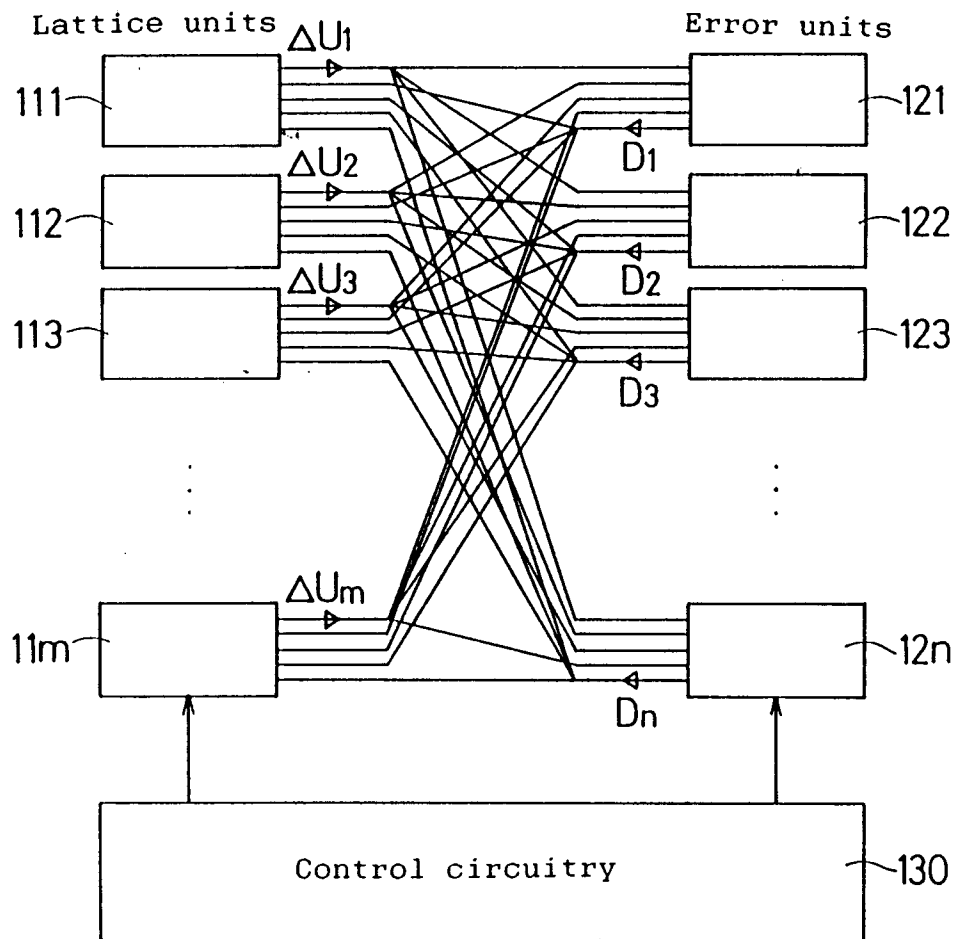 Lattice units
Error units
ΔU1
111
121
D1
ΔU2
112
122
D2
ΔU3
113
123
D3
ΔUm
11m
12n
Dn
Control circuitry
130